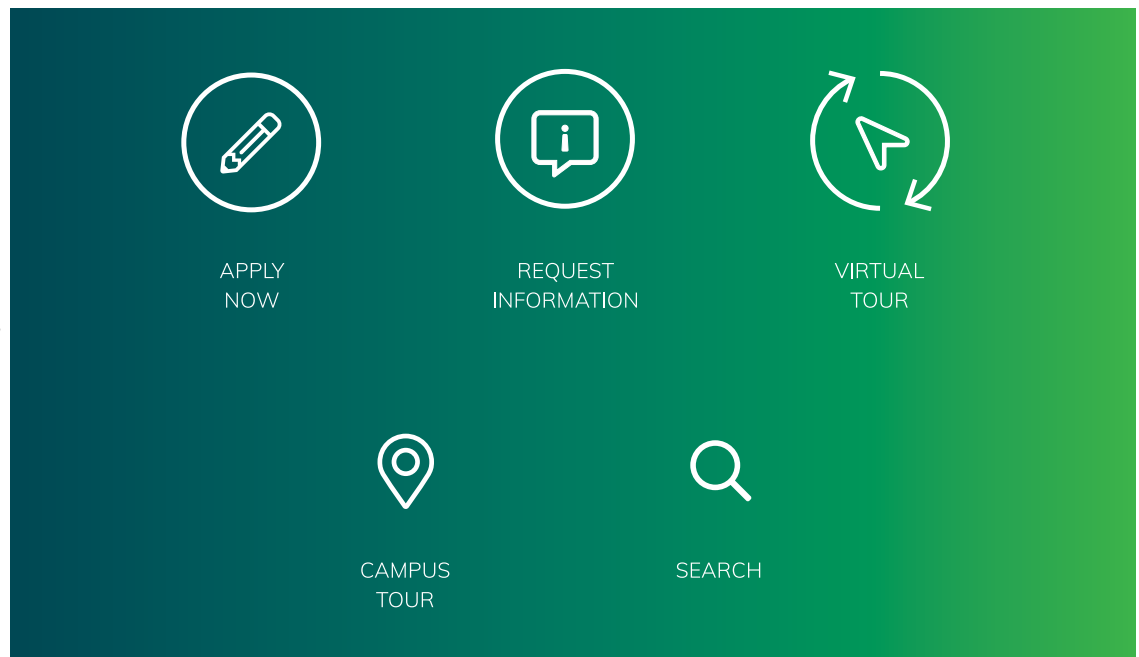 APPLY
NOW
REQUEST
INFORMATION
VIRTUAL
TOUR
CAMPUS
TOUR
SEARCH